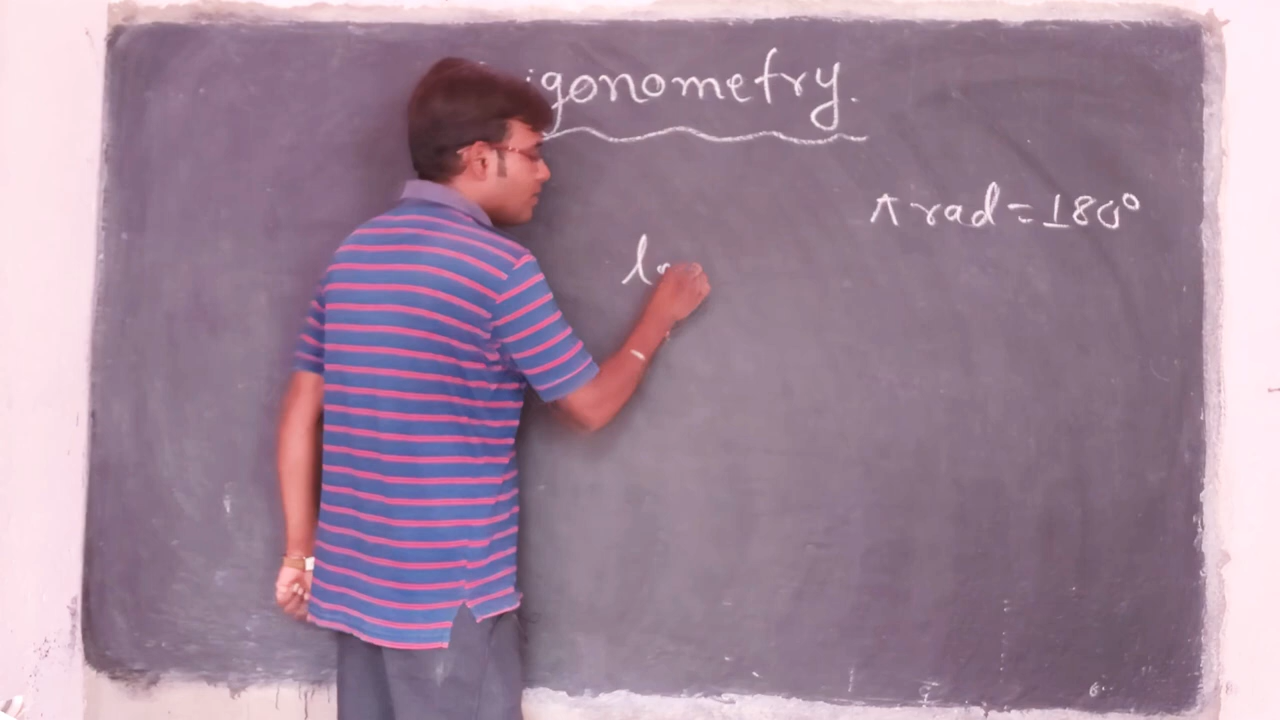 igonometry.
π rad = 180°